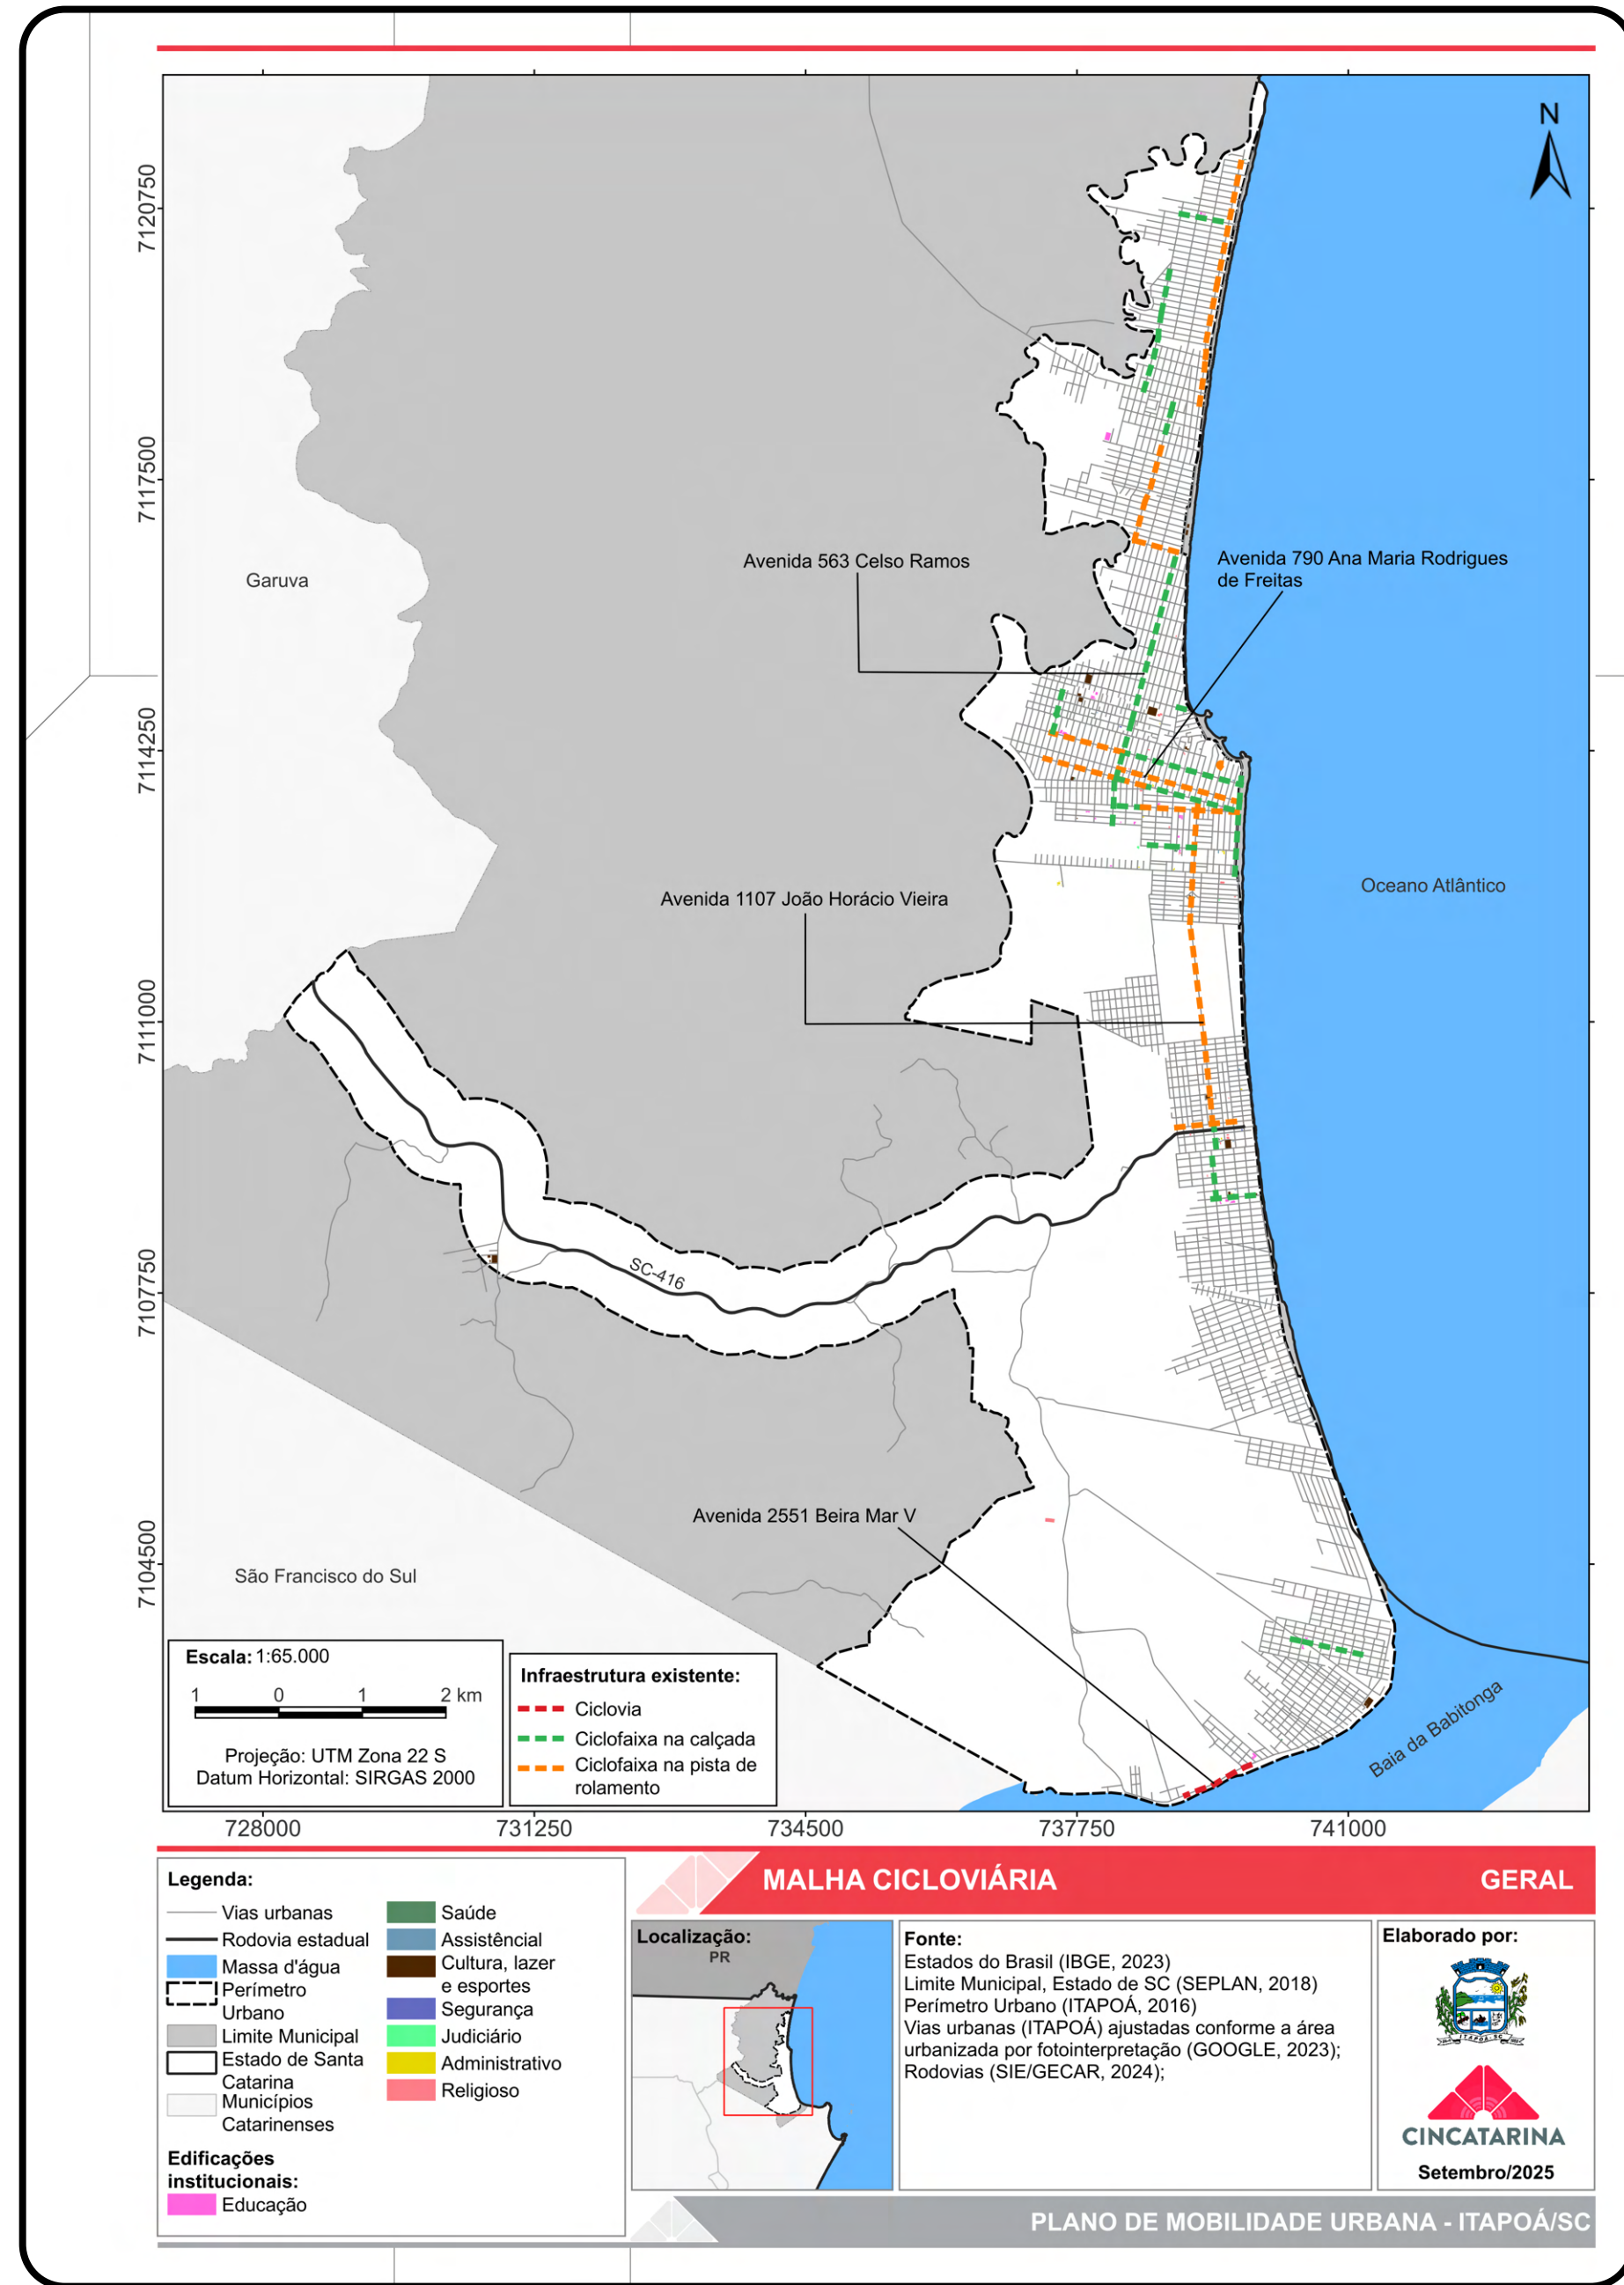 N
7120750
7117500
7114250
7111000
7107750
7104500
Avenida 563 Celso Ramos
Avenida 790 Ana Maria Rodrigues
de Freitas
Garuva
Avenida 1107 João Horácio Vieira
Oceano Atlântico
SC-416
Avenida 2551 Beira Mar V
São Francisco do Sul
Baia da Babitonga
Escala: 1:65.000
1 0 1 2 km
Projeção: UTM Zona 22 S
Datum Horizontal: SIRGAS 2000
Infraestrutura existente:
Ciclovia
Ciclofaixa na calçada
Ciclofaixa na pista de
rolamento
728000 731250 734500 737750 741000
MALHA CICLOVIÁRIA
GERAL
Legenda:
Vias urbanas
Rodovia estadual
Massa d'água
Perímetro
Urbano
Limite Municipal
Estado de Santa
Catarina
Municípios
Catarinenses
Edificações
institucionais:
Educação
Saúde
Assistêncial
Cultura, lazer
e esportes
Segurança
Judiciário
Administrativo
Religioso
Localização:
PR
Fonte:
Estados do Brasil (IBGE, 2023)
Limite Municipal, Estado de SC (SEPLAN, 2018)
Perímetro Urbano (ITAPOÁ, 2016)
Vias urbanas (ITAPOÁ) ajustadas conforme a área
urbanizada por fotointerpretação (GOOGLE, 2023);
Rodovias (SIE/GECAR, 2024);
Elaborado por:
ITAPOÁ-SC
CINCATARINA
Setembro/2025
PLANO DE MOBILIDADE URBANA - ITAPOÁ/SC